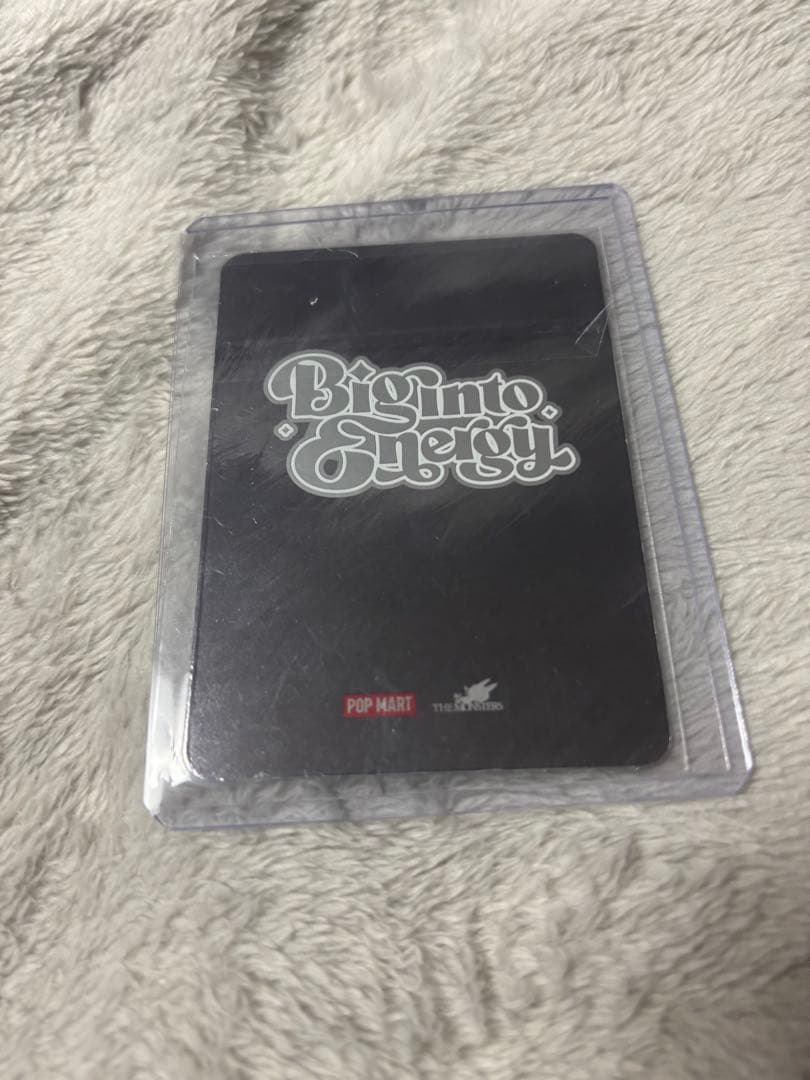 Big into
Energy
POP MART
THE MONSTERS